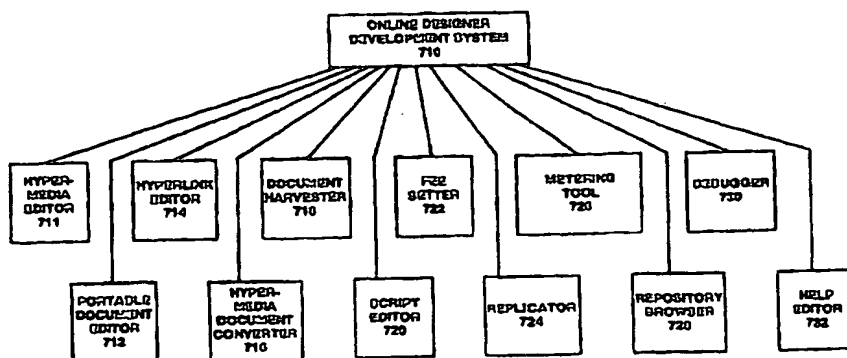 ONLINE DESIGNER
DEVELOPMENT SYSTEM
710
HYPER-
MEDIA
EDITOR
711
HYPERLOCK
EDITOR
714
DOCUMENT
HARVESTER
718
FEE
SETTER
722
METERING
TOOL
726
DEBUGGER
730
PORTABLE
DOCUMENT
EDITOR
712
HYPER-
MEDIA
DOCUMENT
CONVERTER
716
SCRIPT
EDITOR
720
REPLICATOR
724
REPOSITORY
BROWSER
728
HELP
EDITOR
732